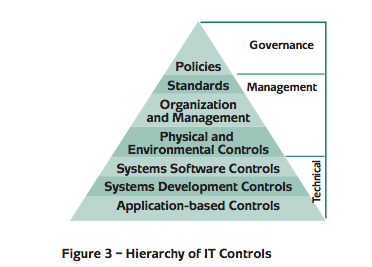 Governance
Policies
Standards
Management
Organization
and Management
Physical and
Environmental Controls
Systems Software Controls
Technical
Systems Development Controls
Application-based Controls
Figure 3 – Hierarchy of IT Controls